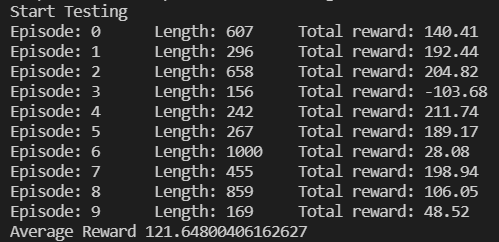 Start Testing
Episode: 0 Length: 607 Total reward: 140.41
Episode: 1 Length: 296 Total reward: 192.44
Episode: 2 Length: 658 Total reward: 204.82
Episode: 3 Length: 156 Total reward: -103.68
Episode: 4 Length: 242 Total reward: 211.74
Episode: 5 Length: 267 Total reward: 189.17
Episode: 6 Length: 1000 Total reward: 28.08
Episode: 7 Length: 455 Total reward: 198.94
Episode: 8 Length: 859 Total reward: 106.05
Episode: 9 Length: 169 Total reward: 48.52
Average Reward 121.64800406162627